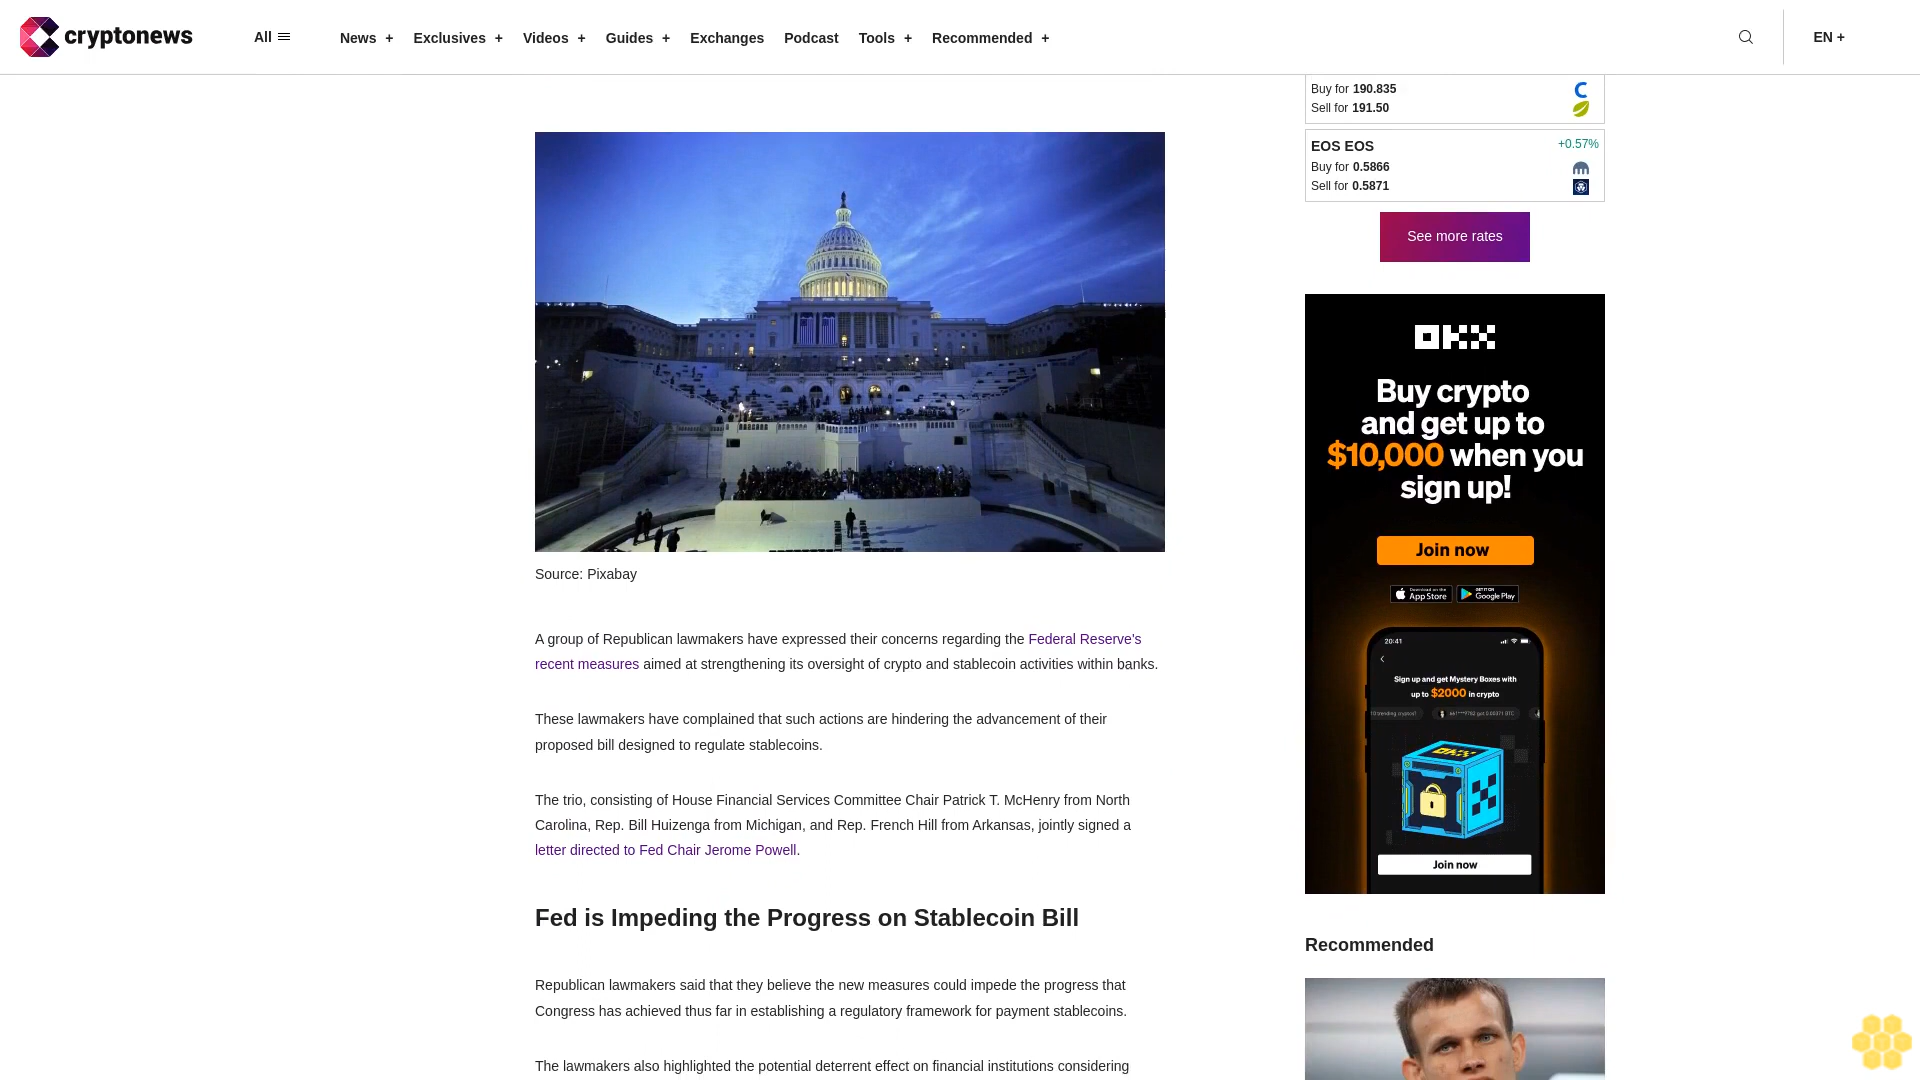 cryptonews
All
News +
Exclusives +
Videos +
Guides +
Exchanges
Podcast
Tools +
Recommended +
EN +
Source: Pixabay
A group of Republican lawmakers have expressed their concerns regarding the Federal Reserve's
recent measures aimed at strengthening its oversight of crypto and stablecoin activities within banks.
These lawmakers have complained that such actions are hindering the advancement of their
proposed bill designed to regulate stablecoins.
The trio, consisting of House Financial Services Committee Chair Patrick T. McHenry from North
Carolina, Rep. Bill Huizenga from Michigan, and Rep. French Hill from Arkansas, jointly signed a
letter directed to Fed Chair Jerome Powell.
Fed is Impeding the Progress on Stablecoin Bill
Republican lawmakers said that they believe the new measures could impede the progress that
Congress has achieved thus far in establishing a regulatory framework for payment stablecoins.
The lawmakers also highlighted the potential deterrent effect on financial institutions considering
Buy for 190.835
Sell for 191.50
EOS EOS
+0.57%
Buy for 0.5866
Sell for 0.5871
See more rates
OKX
Buy crypto
and get up to
$10,000 when you
sign up!
Join now
Download on the
App Store
GET IT ON
Google Play
20:41
Sign up and get Mystery Boxes with
up to $2000 in crypto
OKX
Join now
Recommended